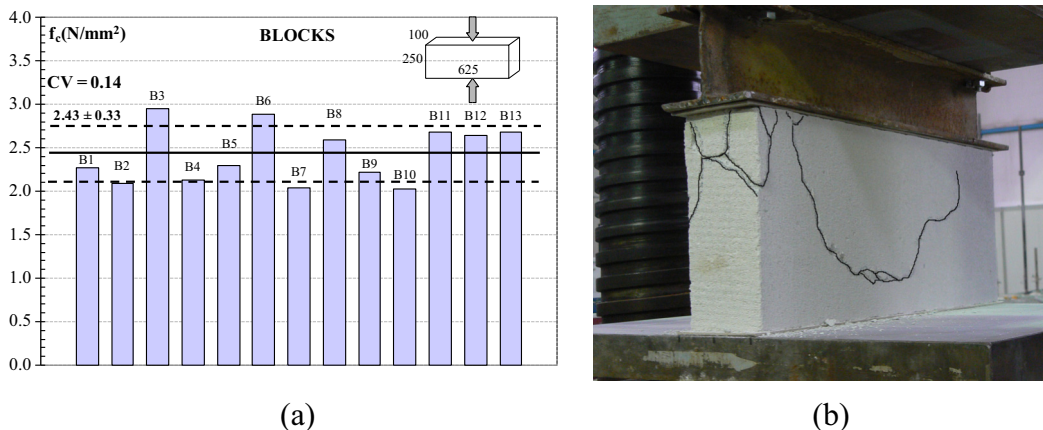 4.0
f_c(N/mm²)
BLOCKS
100
250
625
3.5
CV = 0.14
3.0
2.43 ± 0.33
B3
B6
B8
B11
B12
B13
2.5
B1
B2
B4
B5
B7
B9
B10
2.0
1.5
1.0
0.5
0.0
(a)
(b)